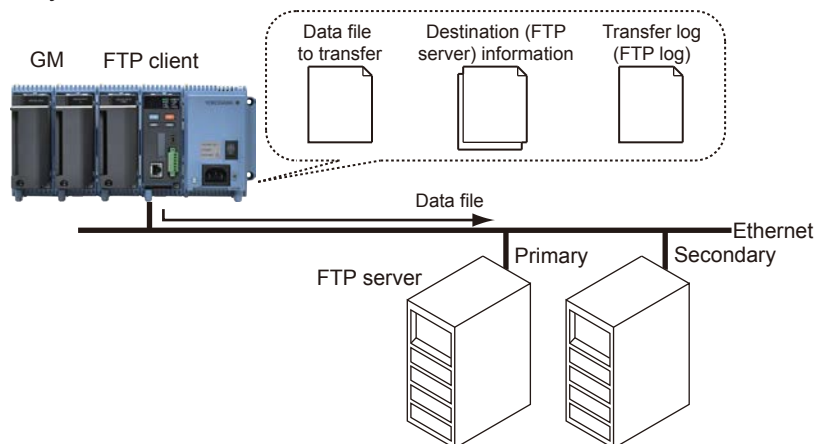 Data file
to transfer
Destination (FTP
server) information
Transfer log
(FTP log)
GM
FTP client
Data file
Ethernet
Primary
Secondary
FTP server